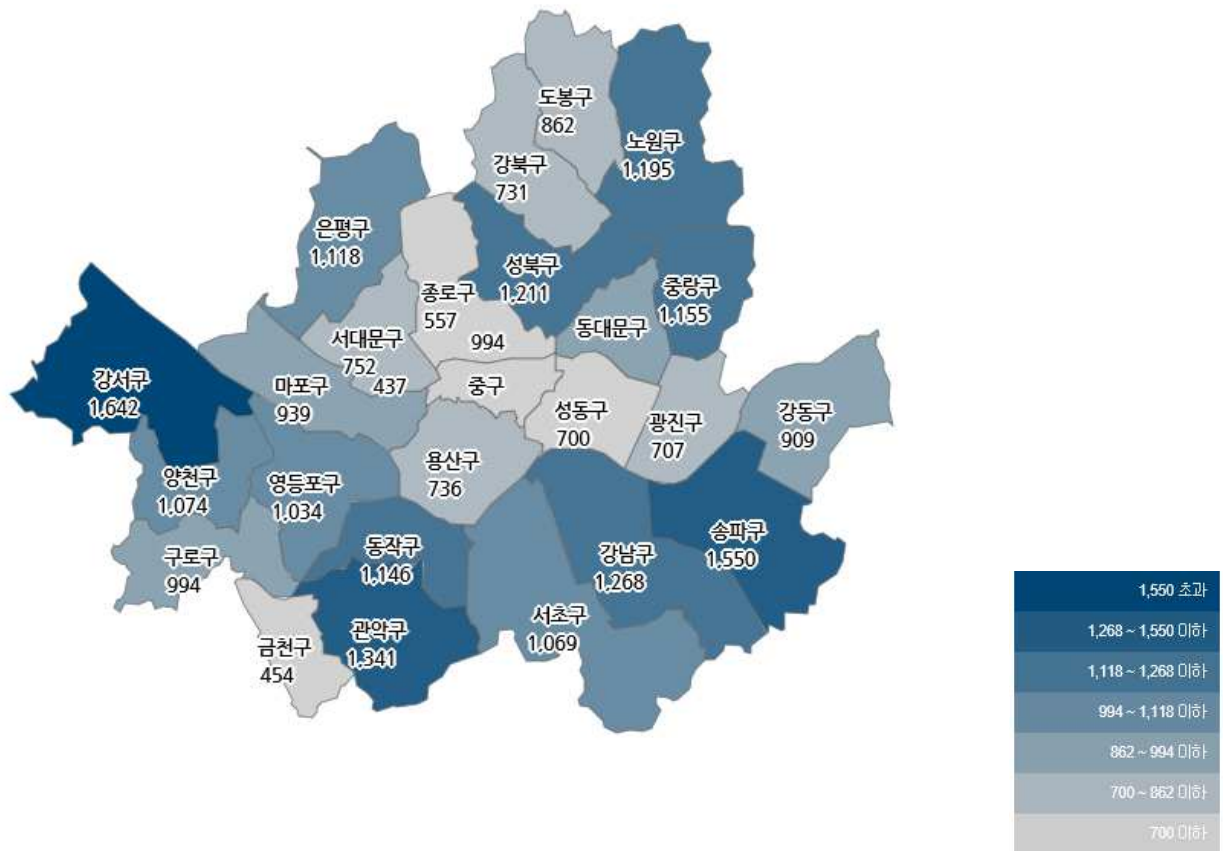 도봉구
862
노원구
1,195
강북구
731
은평구
1,118
성북구
1,211
중랑구
1,155
종로구
557
994
동대문구
서대문구
752
437
중구
강서구
1,642
마포구
939
성동구
700
광진구
707
강동구
909
용산구
736
양천구
1,074
영등포구
1,034
송파구
1,550
동작구
1,146
강남구
1,268
구로구
994
서초구
1,069
관악구
1,341
금천구
454
1,550 초과
1,268 ~ 1,550 이하
1,118 ~ 1,268 이하
994 ~ 1,118 이하
862 ~ 994 이하
700 ~ 862 이하
700 이하